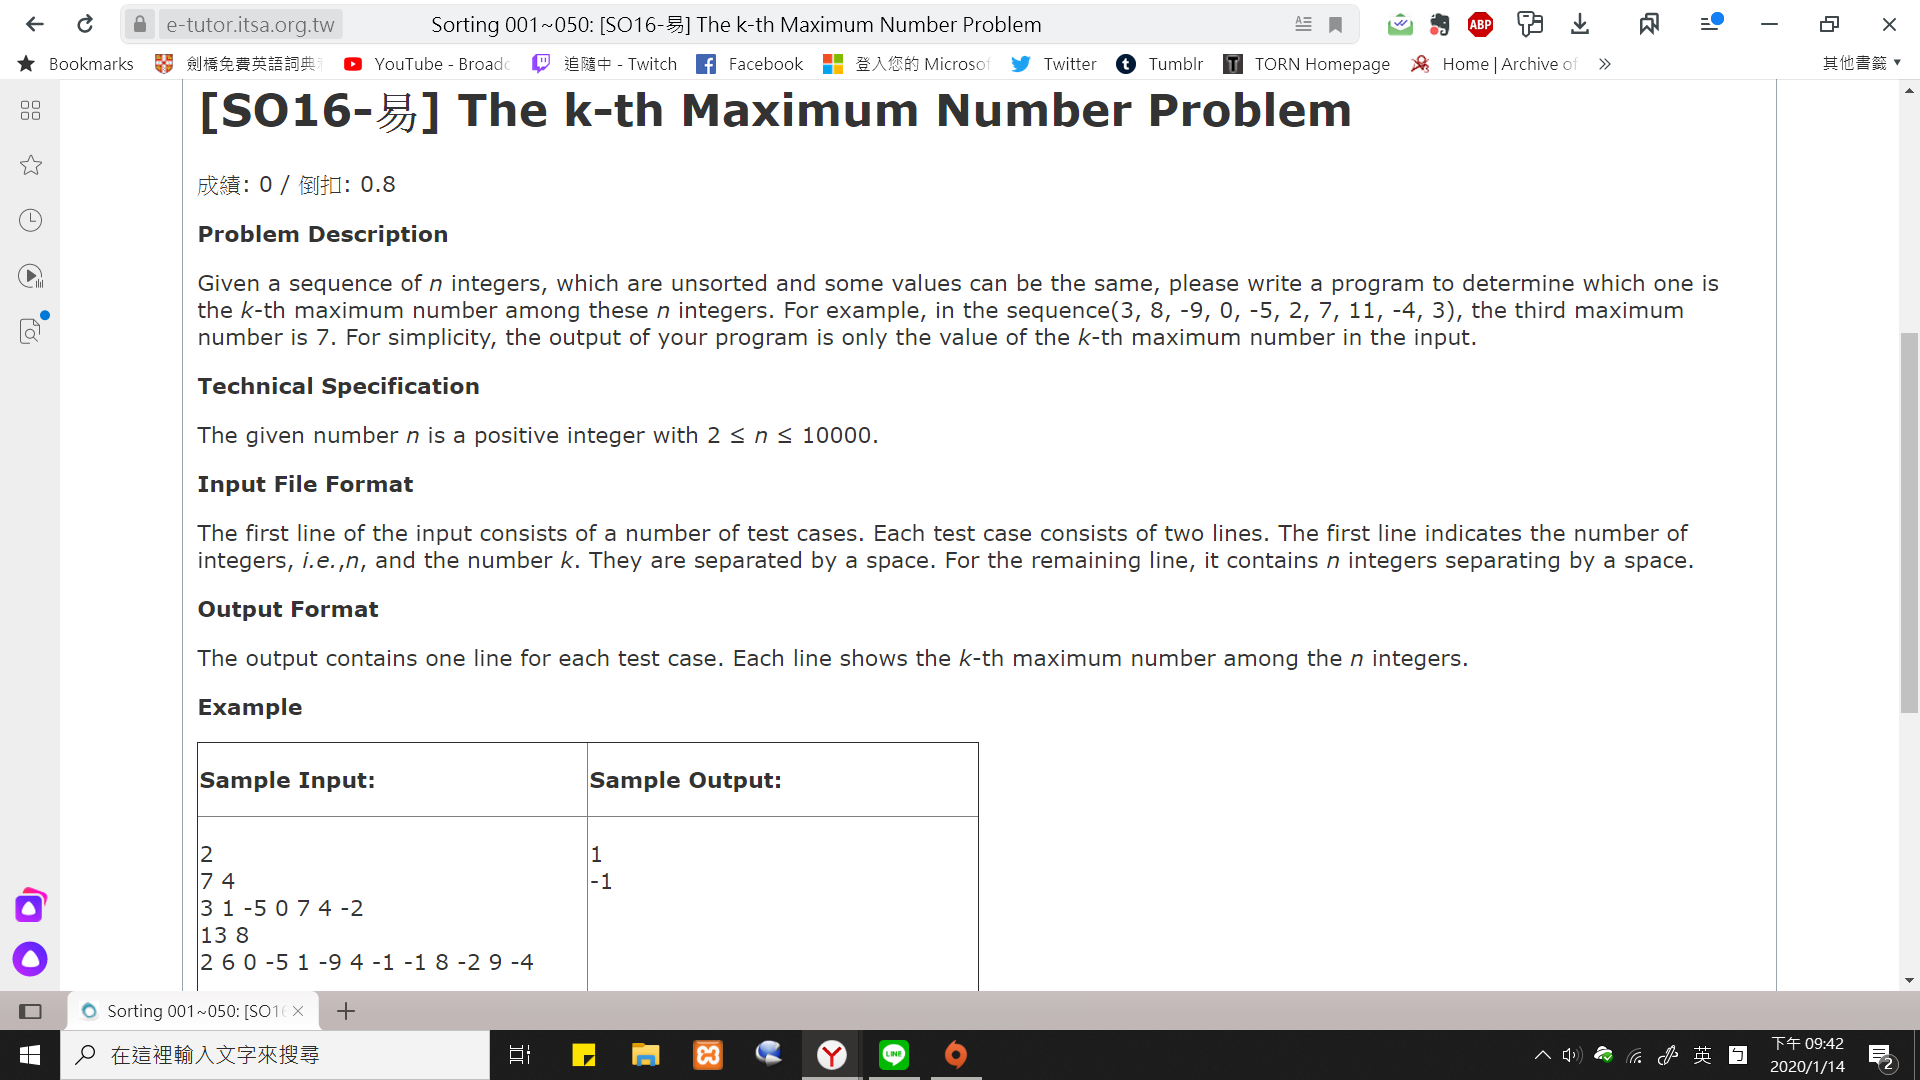 e-tutor.itsa.org.tw
Sorting 001~050: [SO16-易] The k-th Maximum Number Problem
ABP
Bookmarks
劍橋免費英語詞典
YouTube - Broadc
追隨中 - Twitch
Facebook
登入您的 Microsof
Twitter
Tumblr
TORN Homepage
Home | Archive of
其他書籤
[SO16-易] The k-th Maximum Number Problem
成績: 0 / 倒扣: 0.8
Problem Description
Given a sequence of n integers, which are unsorted and some values can be the same, please write a program to determine which one is
the k-th maximum number among these n integers. For example, in the sequence(3, 8, -9, 0, -5, 2, 7, 11, -4, 3), the third maximum
number is 7. For simplicity, the output of your program is only the value of the k-th maximum number in the input.
Technical Specification
The given number n is a positive integer with 2 ≤ n ≤ 10000.
Input File Format
The first line of the input consists of a number of test cases. Each test case consists of two lines. The first line indicates the number of
integers, i.e.,n, and the number k. They are separated by a space. For the remaining line, it contains n integers separating by a space.
Output Format
The output contains one line for each test case. Each line shows the k-th maximum number among the n integers.
Example
Sample Input:
Sample Output:
2
7 4
3 1 -5 0 7 4 -2
13 8
2 6 0 -5 1 -9 4 -1 -1 8 -2 9 -4
1
-1
Sorting 001~050: [SO16
在這裡輸入文字來搜尋
LINE
英
下午 09:42
2020/1/14
2